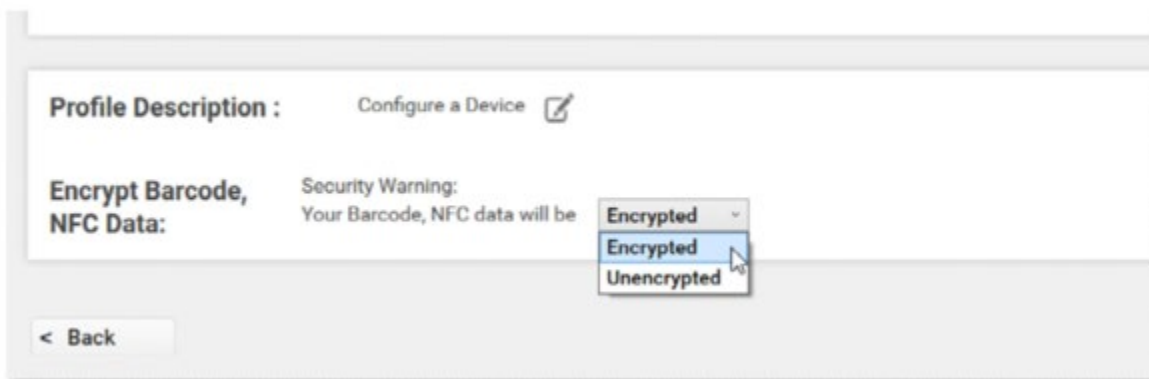 Profile Description :
Configure a Device
Encrypt Barcode,
NFC Data:
Security Warning:
Your Barcode, NFC data will be
Encrypted
Encrypted
Unencrypted
< Back